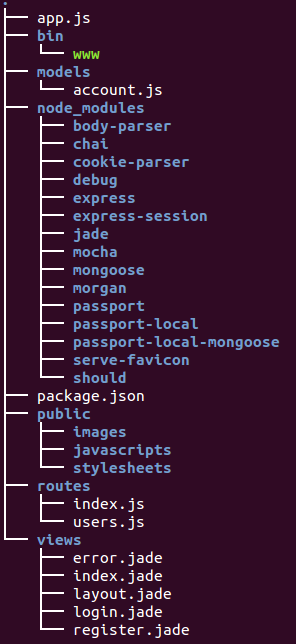 .
app.js
bin
www
models
account.js
node_modules
body-parser
chai
cookie-parser
debug
express
express-session
jade
mocha
mongoose
morgan
passport
passport-local
passport-local-mongoose
serve-favicon
should
package.json
public
images
javascripts
stylesheets
routes
index.js
users.js
views
error.jade
index.jade
layout.jade
login.jade
register.jade